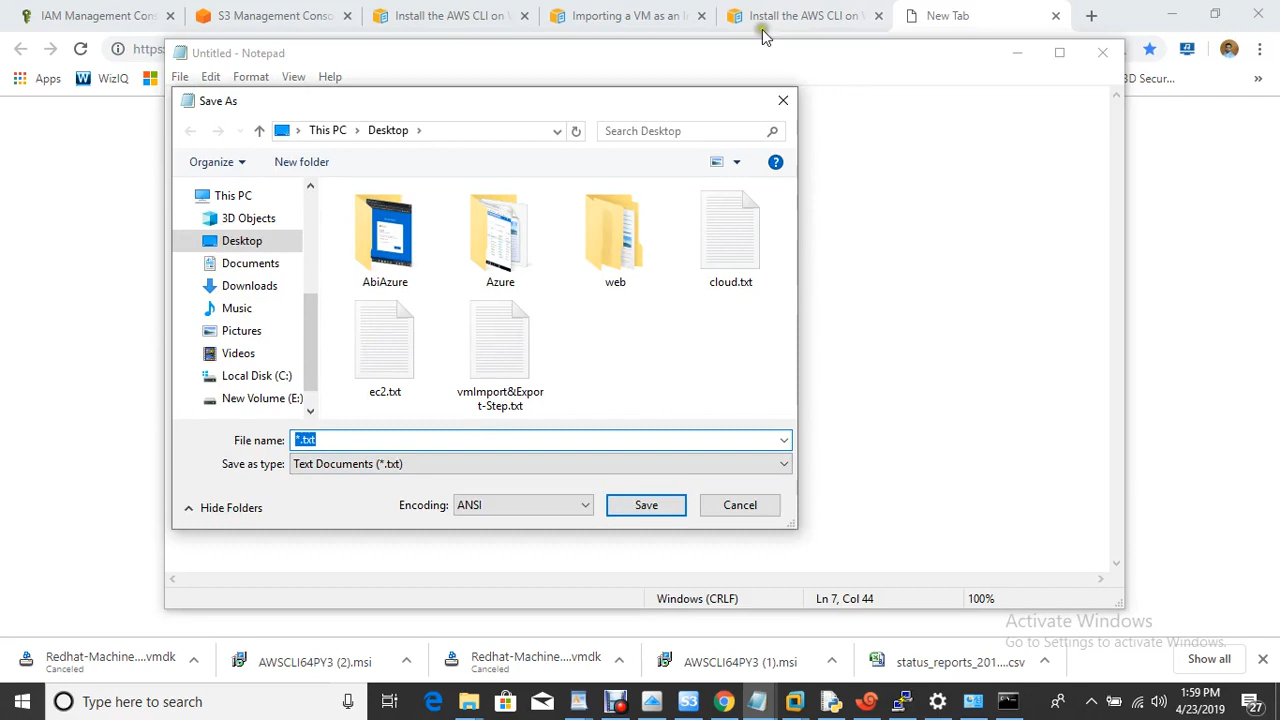 IAM Management Cons
S3 Management Conso
Install the AWS CLI on V
Importing a VM as an I
Install the AWS CLI on V
New Tab
https:
Apps
WizIQ
3D Secur...
Untitled - Notepad
File
Edit
Format
View
Help
Save As
This PC
Desktop
Search Desktop
Organize
New folder
This PC
3D Objects
Desktop
Documents
Downloads
Music
Pictures
Videos
Local Disk (C:)
New Volume (E:)
AbiAzure
Azure
web
cloud.txt
ec2.txt
vmImport&Expor
t-Step.txt
File name:
*.txt
Save as type:
Text Documents (*.txt)
Hide Folders
Encoding:
ANSI
Save
Cancel
Windows (CRLF)
Ln 7, Col 44
100%
Activate Windows
Go to Settings to activate Windows.
Redhat-Machine....vmdk
Canceled
AWSCLI64PY3 (2).msi
Redhat-Machine....vmdk
Canceled
AWSCLI64PY3 (1).msi
status_reports_201....csv
Show all
Type here to search
S3
1:59 PM
4/23/2019
27